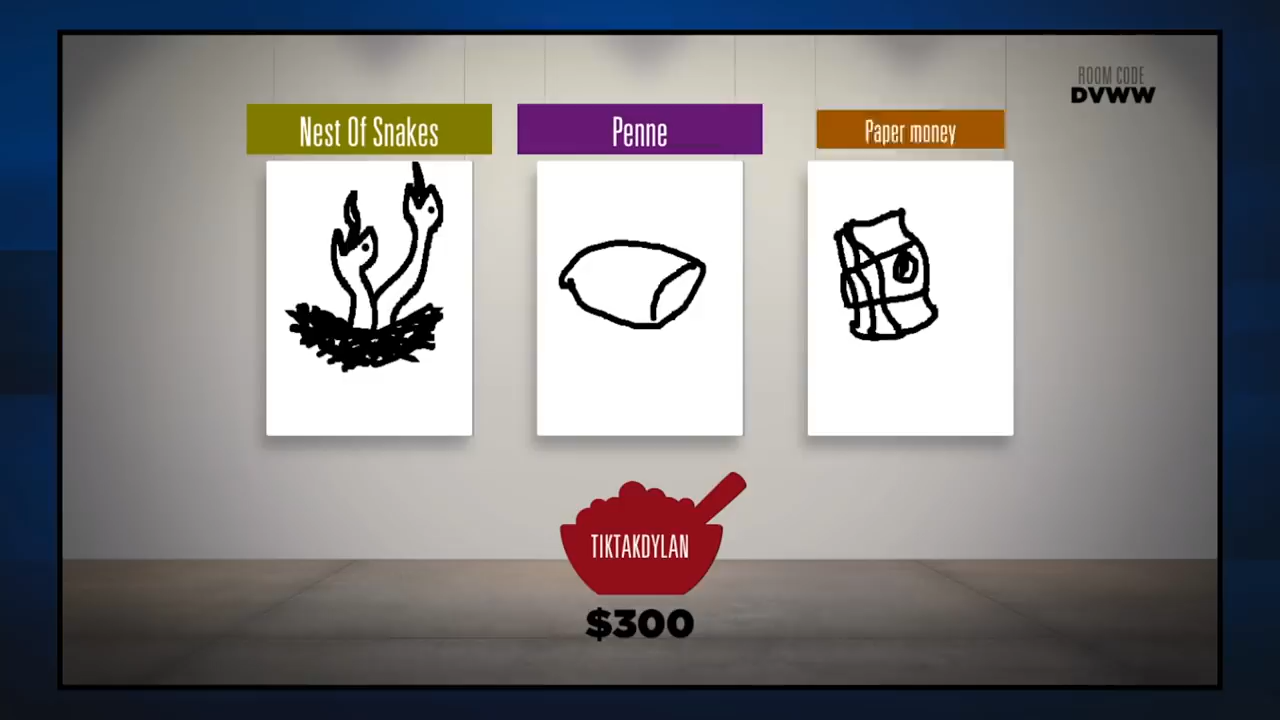 ROOM CODE
DVWW
Nest Of Snakes
Penne
Paper money
TIKTAKDYLAN
$300